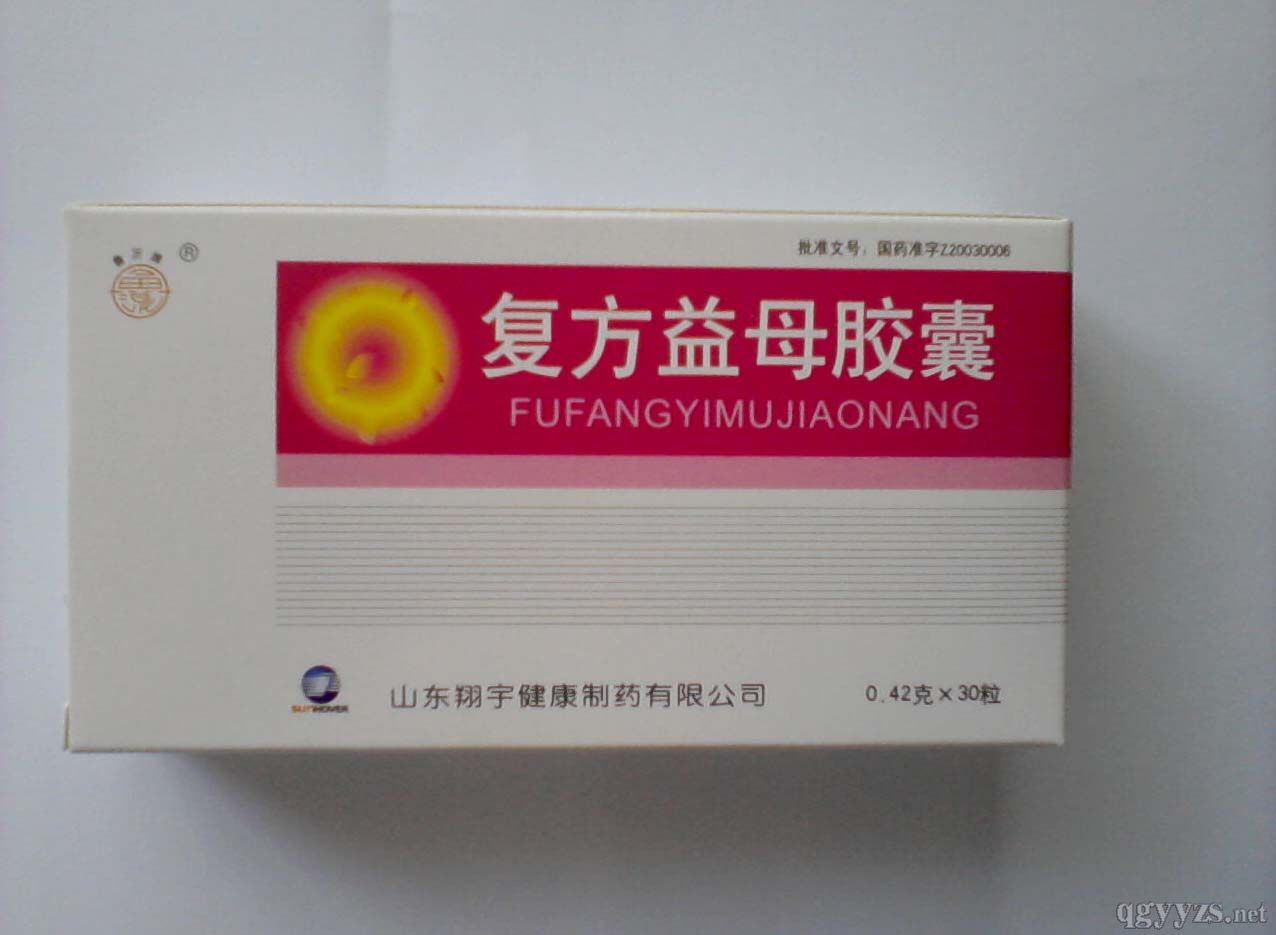 ®
批准文号：国药准字Z20030006
复方益母胶囊
FUFANGYIMUJIAONANG
SUNHOVER
山东翔宇健康制药有限公司
0.42克×30粒
qgyyzs.net